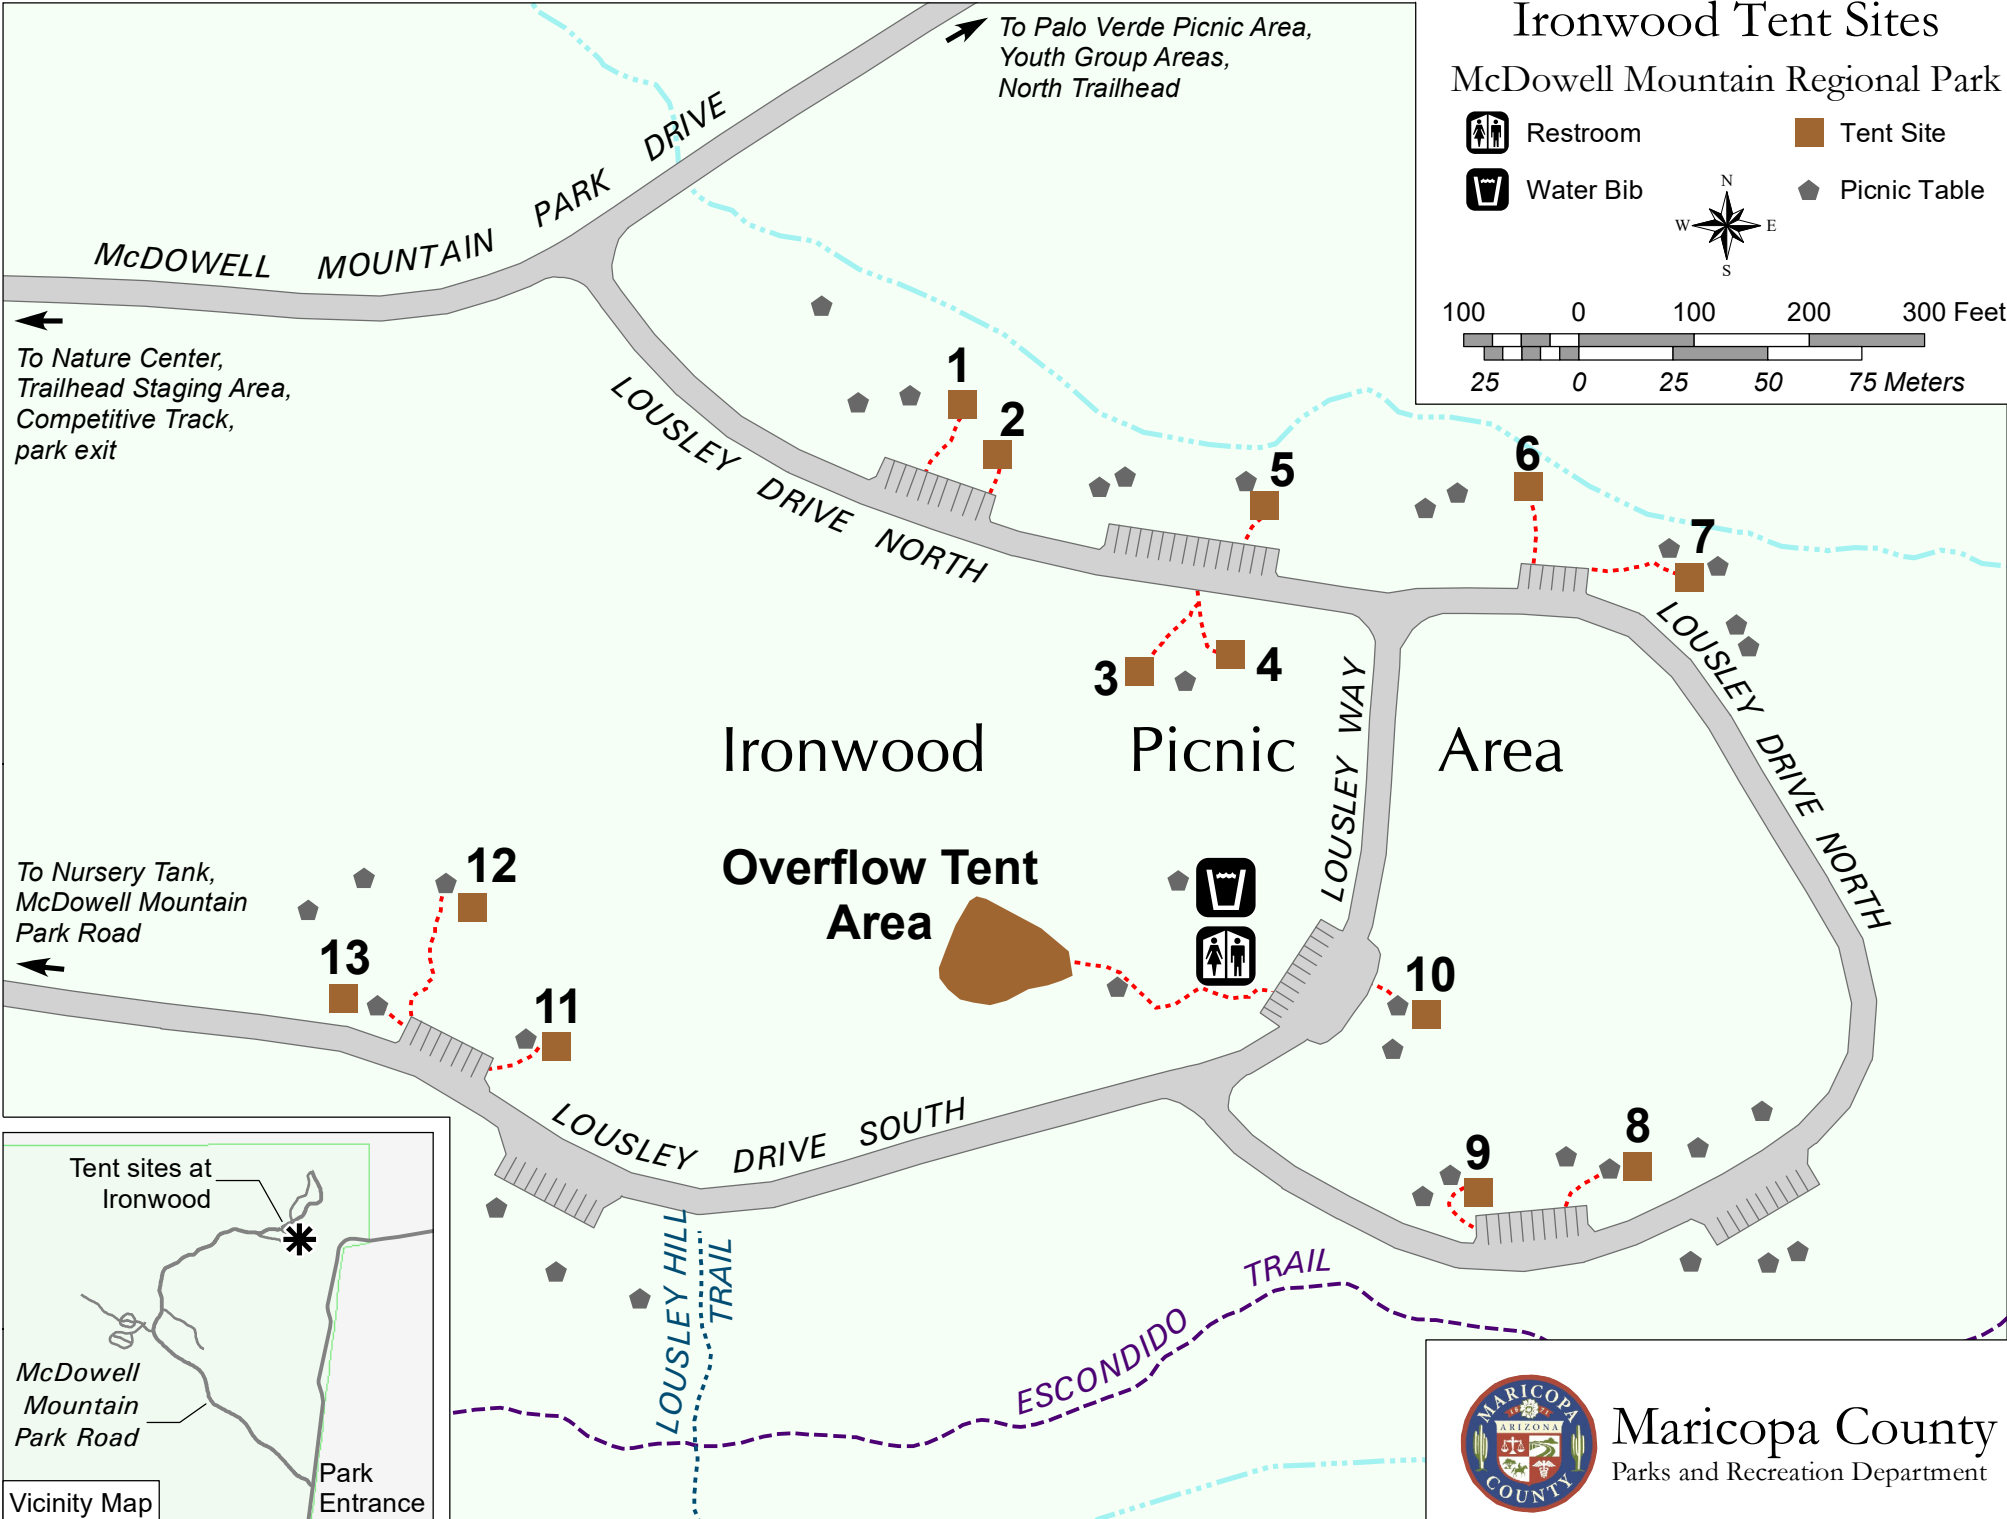 Ironwood Tent Sites
McDowell Mountain Regional Park
Restroom
Tent Site
Water Bib
Picnic Table
N
W E
S
100 0 100 200 300 Feet
25 0 25 50 75 Meters
To Palo Verde Picnic Area,
Youth Group Areas,
North Trailhead
McDOWELL MOUNTAIN PARK DRIVE
To Nature Center,
Trailhead Staging Area,
Competitive Track,
park exit
LOUSLEY DRIVE NORTH
1
2
5
6
7
3
4
LOUSLEY DRIVE NORTH
LOUSLEY WAY
Ironwood Picnic Area
Overflow Tent
Area
To Nursery Tank,
McDowell Mountain
Park Road
12
13
11
10
9
8
LOUSLEY DRIVE SOUTH
LOUSLEY HILL
TRAIL
ESCONDIDO TRAIL
Tent sites at
Ironwood
McDowell
Mountain
Park Road
Park
Entrance
Vicinity Map
MARICOPA
ARIZONA
COUNTY
Maricopa County
Parks and Recreation Department